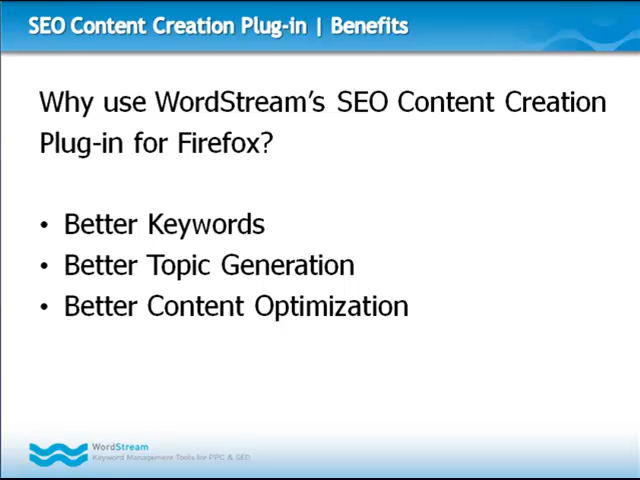 SEO Content Creation Plug-in | Benefits
Why use WordStream's SEO Content Creation
Plug-in for Firefox?
• Better Keywords
• Better Topic Generation
• Better Content Optimization
WordStream
Keyword Management Tools for PPC & SEO